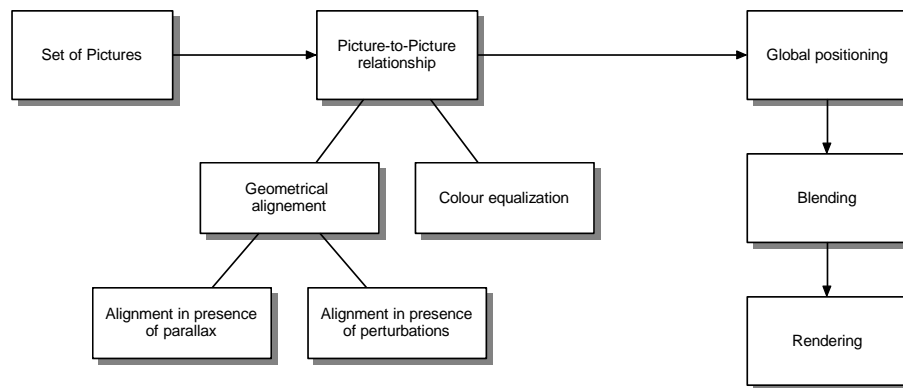 Set of Pictures
Picture-to-Picture
relationship
Global positioning
Geometrical
alignement
Colour equalization
Blending
Alignment in presence
of parallax
Alignment in presence
of perturbations
Rendering